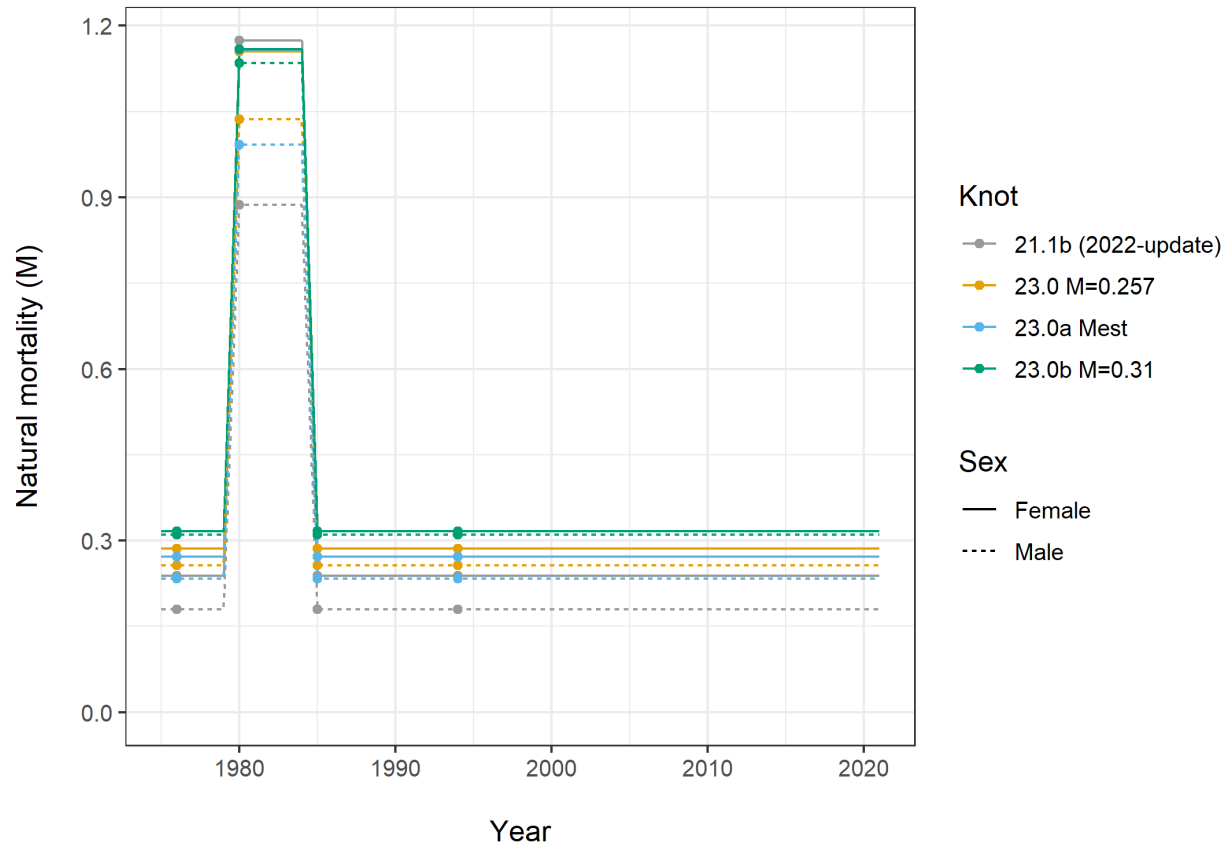 1.2
0.9
0.6
0.3
0.0
Natural mortality (M)
1980 1990 2000 2010 2020
Year
Knot
21.1b (2022-update)
23.0 M=0.257
23.0a Mest
23.0b M=0.31
Sex
Female
Male